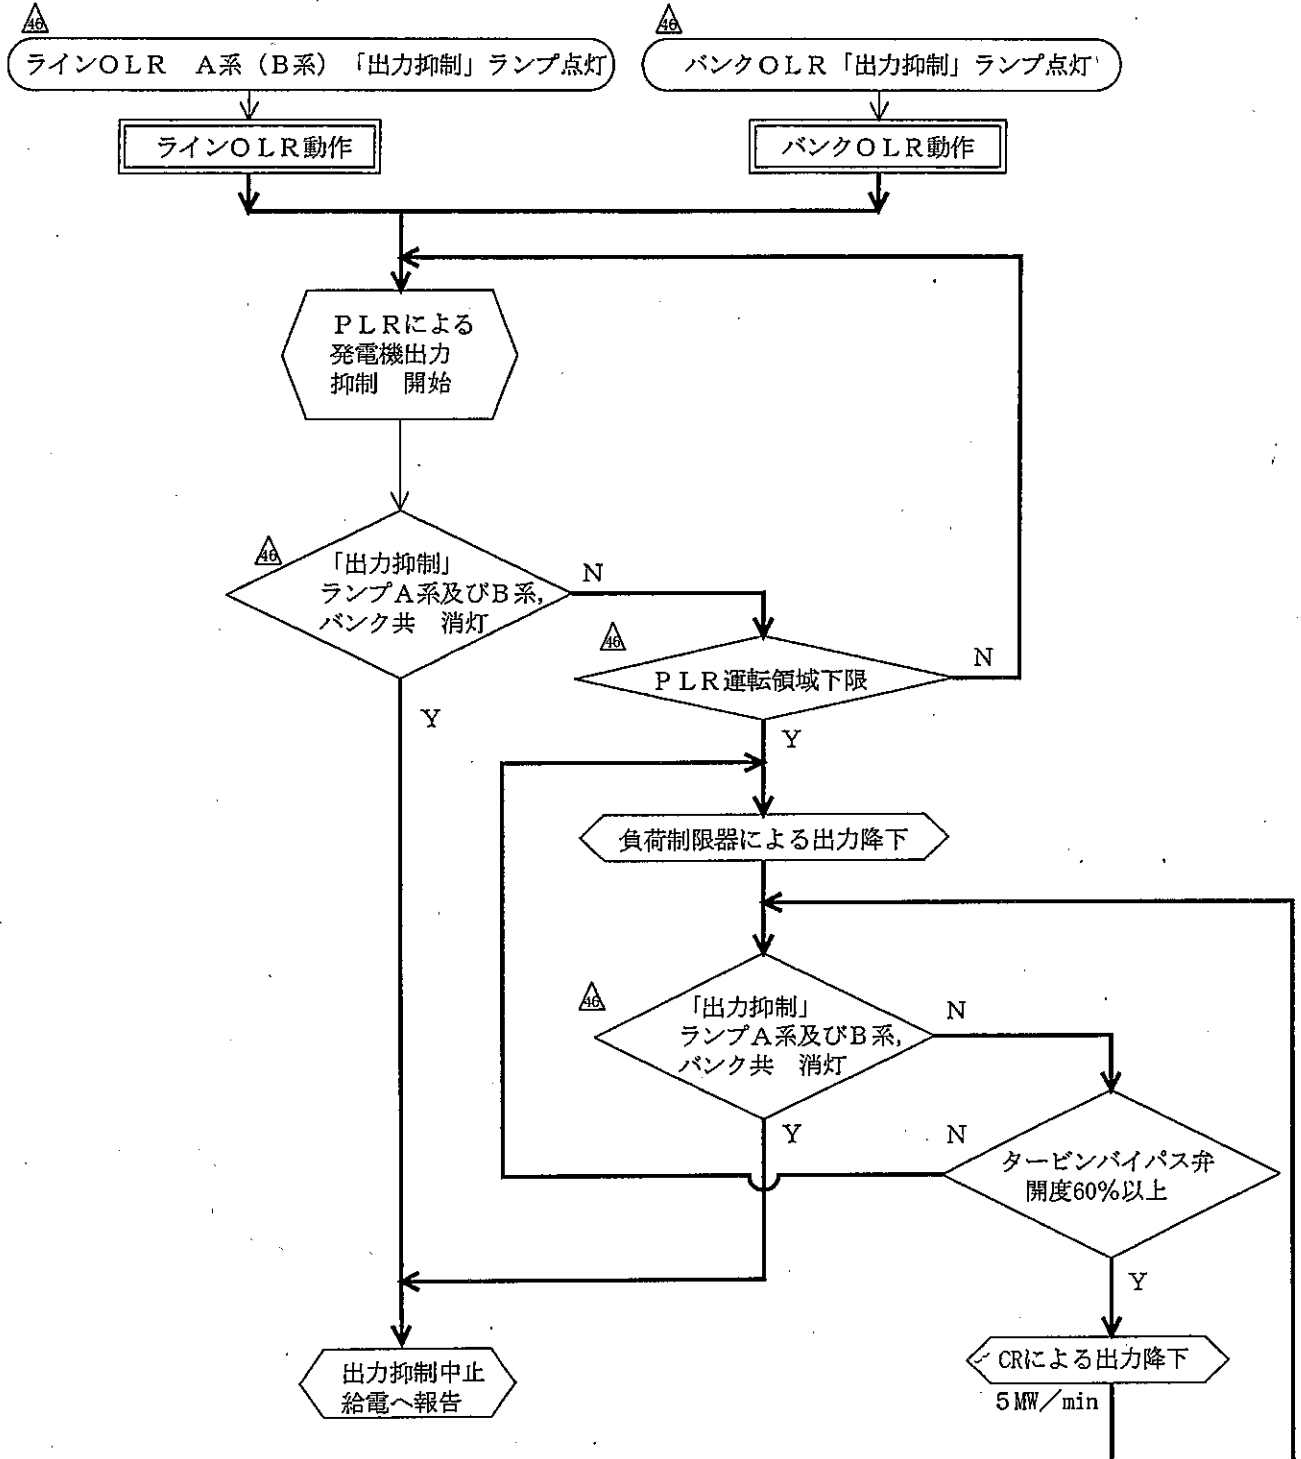 46
ラインOLR A系(B系)「出力抑制」ランプ点灯
46
バンクOLR「出力抑制」ランプ点灯
ラインOLR動作
バンクOLR動作
PLRによる
発電機出力
抑制 開始
46
「出力抑制」
ランプA系及びB系,
バンク共 消灯
N
Y
46
PLR運転領域下限
N
Y
負荷制限器による出力降下
46
「出力抑制」
ランプA系及びB系,
バンク共 消灯
N
Y
タービンバイパス弁
開度60%以上
N
Y
CRによる出力降下
5MW/min
出力抑制中止
給電へ報告